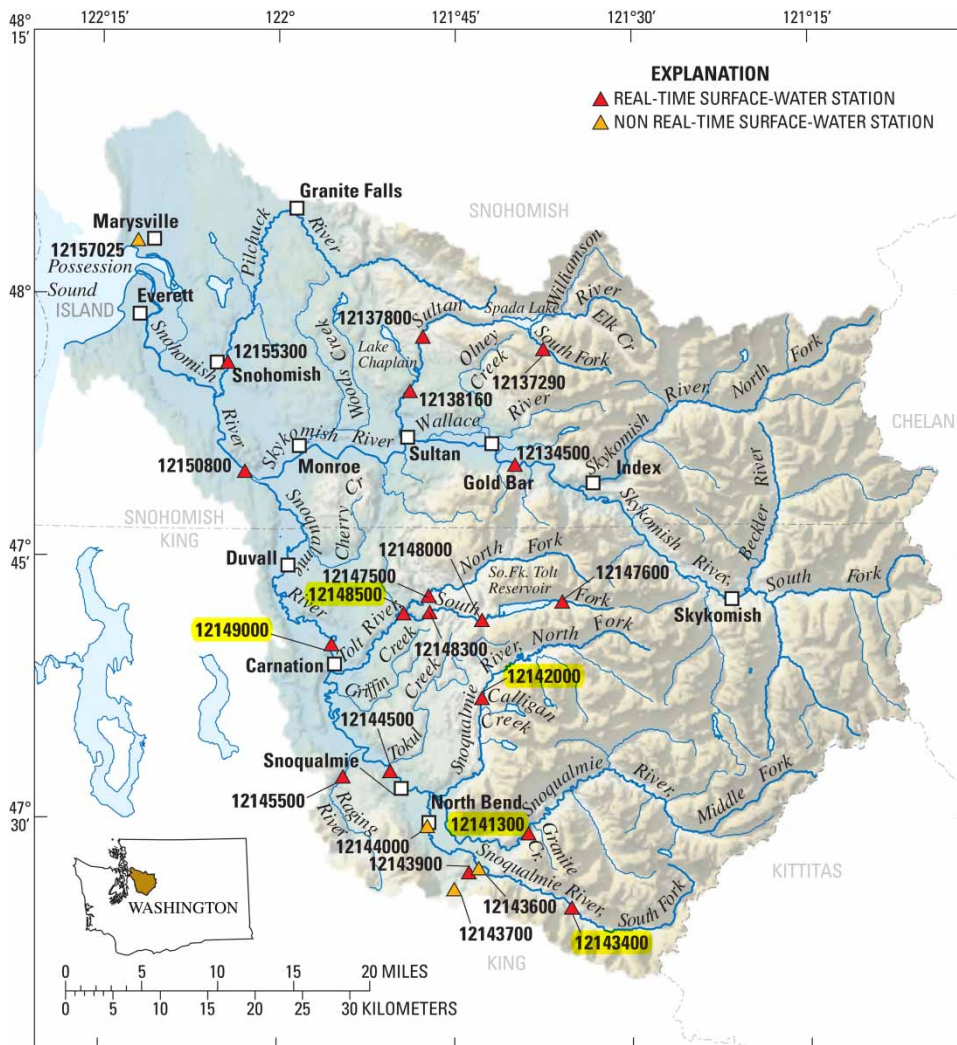 122°15'
122°
121°45'
121°30'
121°15'
48°
15'
EXPLANATION
REAL-TIME SURFACE-WATER STATION
NON REAL-TIME SURFACE-WATER STATION
Granite Falls
SNOHOMISH
Marysville
12157025
Pilchuck
River
Possession
Sound
48°
ISLAND
Everett
Williamson
Sultan
Spada Lake
River
Elk Cr
12137800
Snohomish
Creek
Woods
Lake
Chaplain
Olney
Creek
South Fork
North Fork
12155300
Snohomish
12137290
12138160
River
Wallace
River
CHELAN
Skykomish River
Skykomish River,
12150800
Monroe
Sultan
12134500
Gold Bar
Index
Beckler River
SNOHOMISH
KING
Snoqualmie
Cherry Cr
Skykomish River,
47°
45'
Duvall
12148000
North Fork
12147500
So.Fk. Tolt
Reservoir
12147600
South Fork
12148500
South Fork
Skykomish
River
12149000
Tolt River
Creek
12148300
River, North Fork
Carnation
Griffin
Creek
12142000
Calligan
Creek
12144500
Tokul
Snoqualmie
Snoqualmie
Snoqualmie River, Middle Fork
12145500
Raging
River
North Bend
47°
30'
12141300
Granite
Cr.
12144000
12143900
Snoqualmie River, South Fork
KITTITAS
12143600
12143700
12143400
WASHINGTON
KING
0 5 10 15 20 MILES
0 5 10 15 20 25 30 KILOMETERS